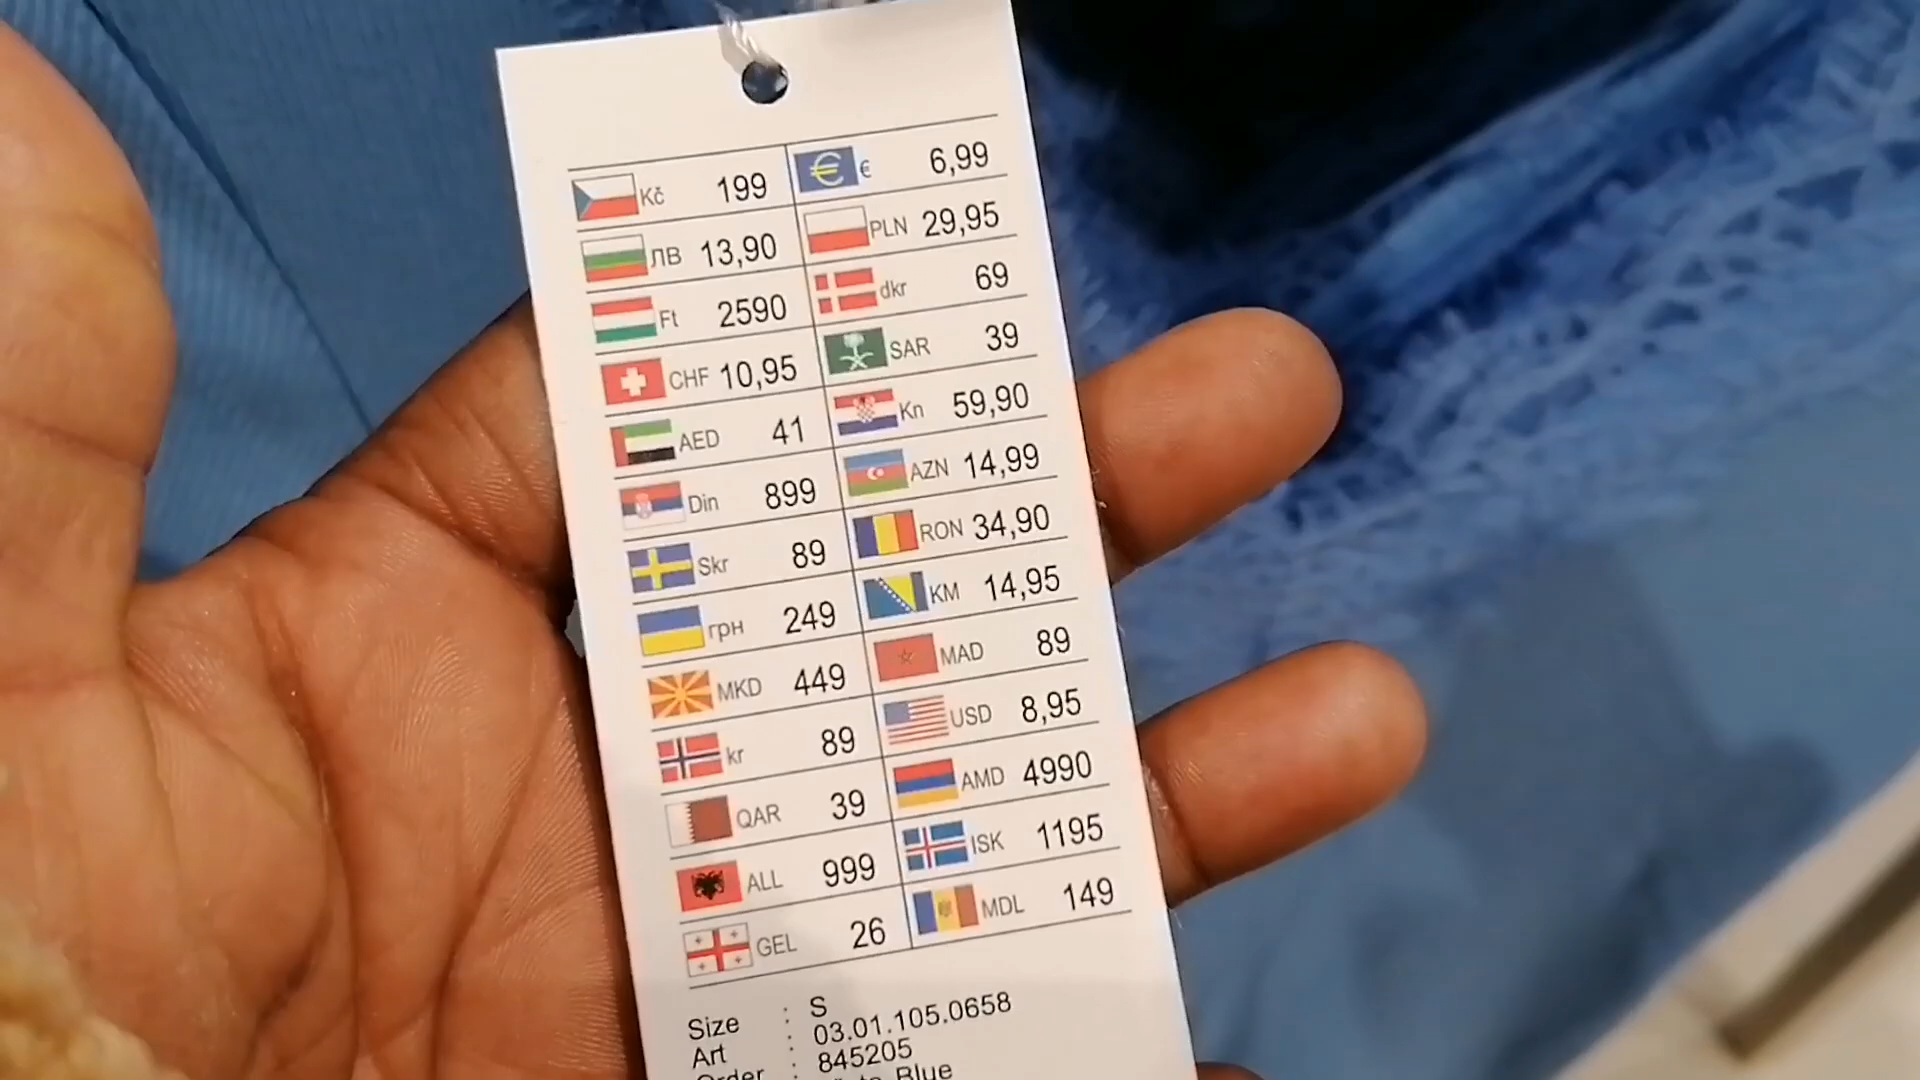 Kč 199 € 6,99
ЛВ 13,90 PLN 29,95
Ft 2590 dkr 69
CHF 10,95 SAR 39
AED 41 Kn 59,90
Din 899 AZN 14,99
Skr 89 RON 34,90
грн 249 KM 14,95
MKD 449 MAD 89
kr 89 USD 8,95
QAR 39 AMD 4990
ALL 999 ISK 1195
GEL 26 MDL 149
Size : S
Art : 03.01.105.0658
Order : 845205
Blue